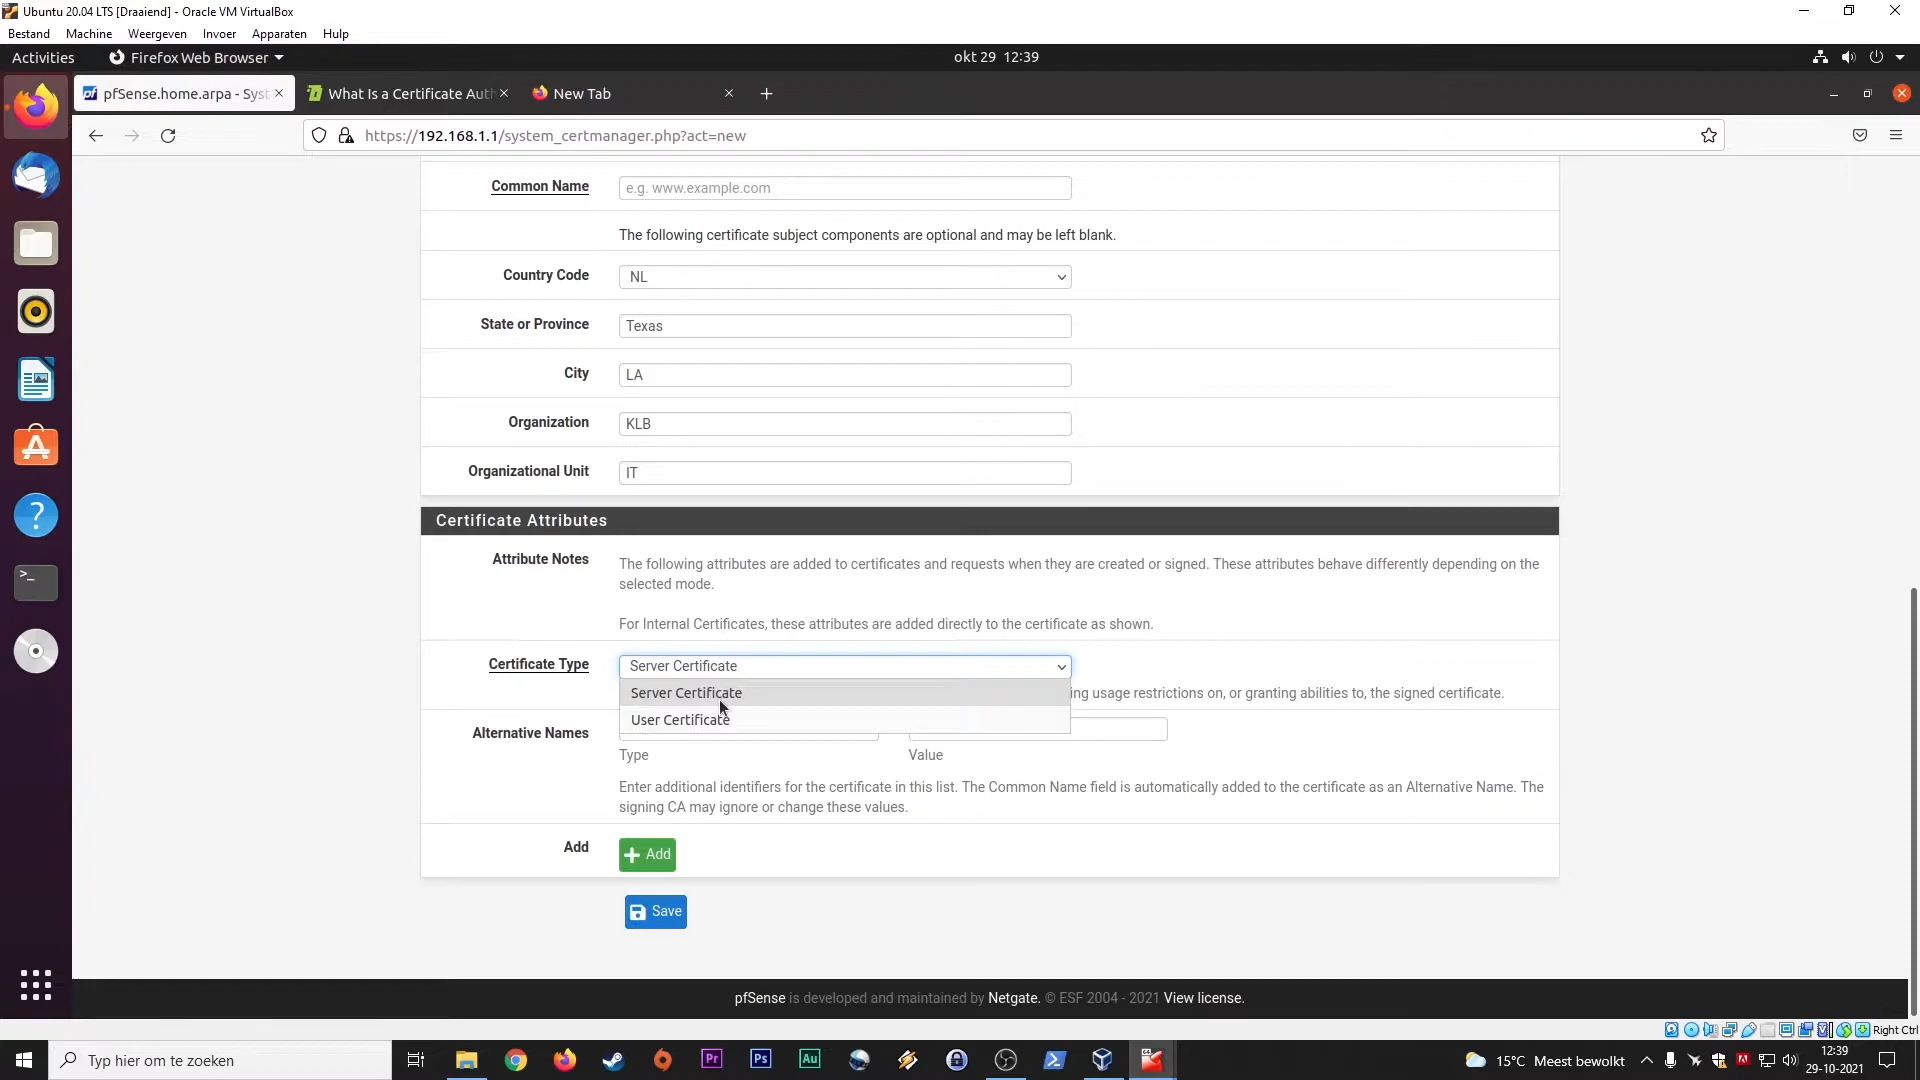 Ubuntu 20.04 LTS [Draaiend] - Oracle VM VirtualBox
Bestand Machine Weergeven Invoer Apparaten Hulp
Activities Firefox Web Browser okt 29 12:39
pfSense.home.arpa - Syst What Is a Certificate Auth New Tab
https://192.168.1.1/system_certmanager.php?act=new
Common Name e.g. www.example.com
The following certificate subject components are optional and may be left blank.
Country Code NL
State or Province Texas
City LA
Organization KLB
Organizational Unit IT
Certificate Attributes
Attribute Notes The following attributes are added to certificates and requests when they are created or signed. These attributes behave differently depending on the
selected mode.
For Internal Certificates, these attributes are added directly to the certificate as shown.
Certificate Type Server Certificate
Server Certificate ing usage restrictions on, or granting abilities to, the signed certificate.
User Certificate
Alternative Names
Type Value
Enter additional identifiers for the certificate in this list. The Common Name field is automatically added to the certificate as an Alternative Name. The
signing CA may ignore or change these values.
Add Add
Save
pfSense is developed and maintained by Netgate. © ESF 2004 - 2021 View license.
Right Ctrl
Typ hier om te zoeken Pr Ps Au 15°C Meest bewolkt 12:39
29-10-2021